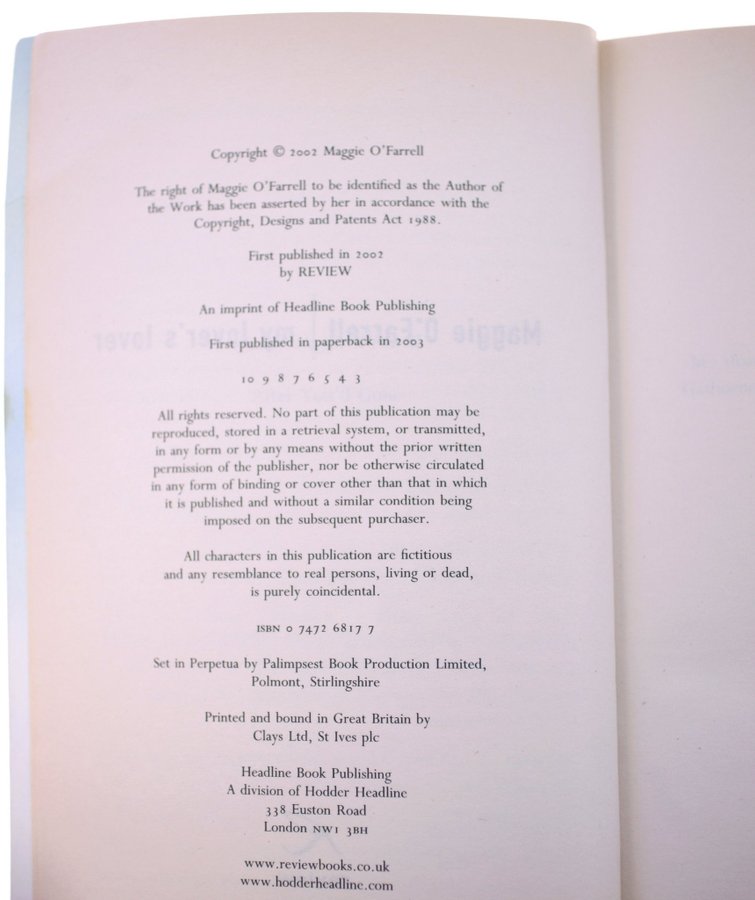 Copyright © 2002 Maggie O'Farrell
The right of Maggie O'Farrell to be identified as the Author of
the Work has been asserted by her in accordance with the
Copyright, Designs and Patents Act 1988.
First published in 2002
by REVIEW
An imprint of Headline Book Publishing
First published in paperback in 2003
10 9 8 7 6 5 4 3
All rights reserved. No part of this publication may be
reproduced, stored in a retrieval system, or transmitted,
in any form or by any means without the prior written
permission of the publisher, nor be otherwise circulated
in any form of binding or cover other than that in which
it is published and without a similar condition being
imposed on the subsequent purchaser.
All characters in this publication are fictitious
and any resemblance to real persons, living or dead,
is purely coincidental.
ISBN 0 7472 6817 7
Set in Perpetua by Palimpsest Book Production Limited,
Polmont, Stirlingshire
Printed and bound in Great Britain by
Clays Ltd, St Ives plc
Headline Book Publishing
A division of Hodder Headline
338 Euston Road
London NW1 3BH
www.reviewbooks.co.uk
www.hodderheadline.com
Maggie O'Farrell | my lover's lover